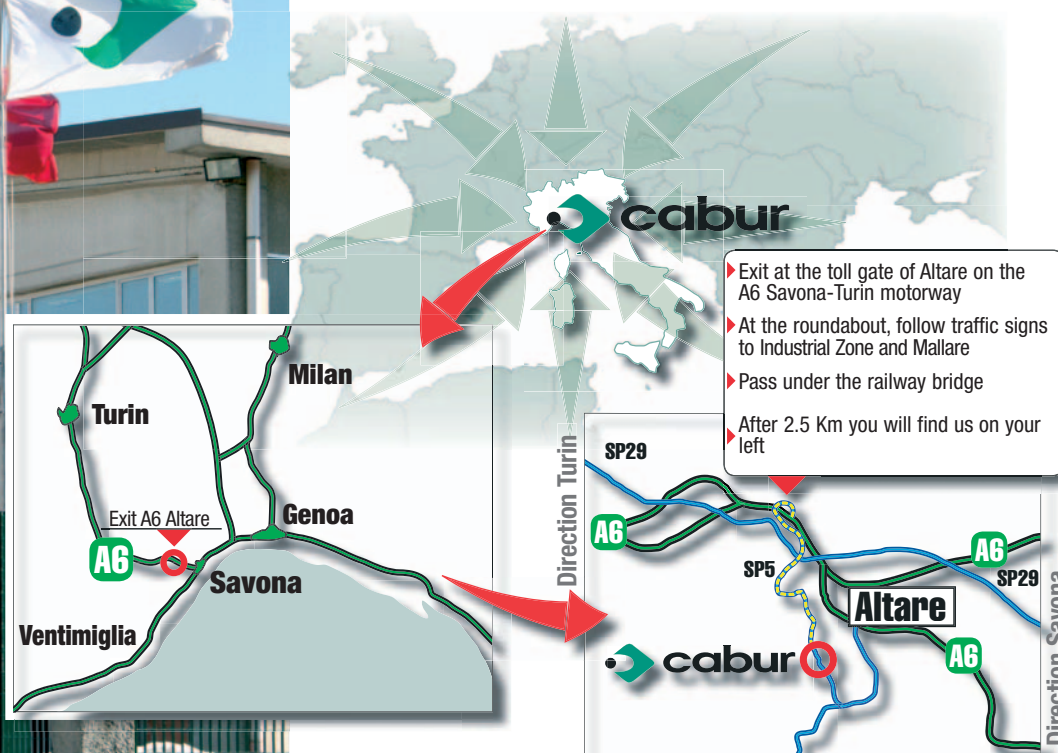 cabur
Exit at the toll gate of Altare on the
A6 Savona-Turin motorway
At the roundabout, follow traffic signs
to Industrial Zone and Mallare
Pass under the railway bridge
After 2.5 Km you will find us on your
left
Milan
Turin
Exit A6 Altare
Genoa
A6
Savona
Ventimiglia
Direction Turin
SP29
A6
SP5
A6
SP29
Altare
cabur
A6
Direction Savona